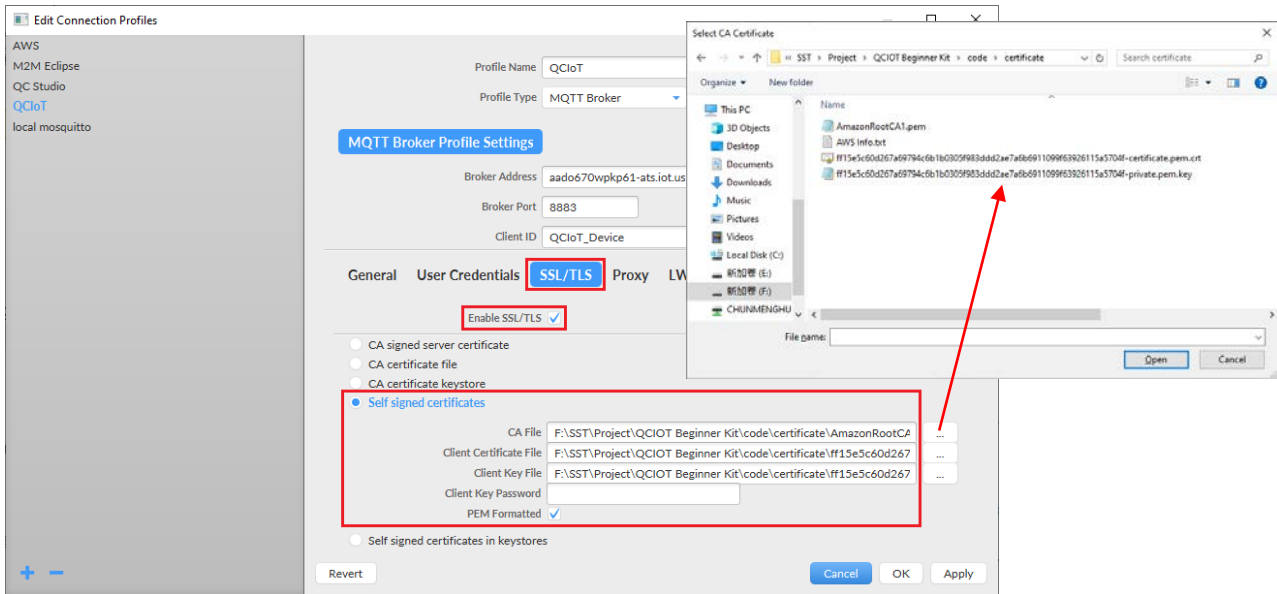 Edit Connection Profiles
AWS
M2M Eclipse
QC Studio
QCIoT
local mosquitto
Profile Name QCIoT
Profile Type MQTT Broker
MQTT Broker Profile Settings
Broker Address aado670wpkp61-ats.iot.us
Broker Port 8883
Client ID QCIoT_Device
General User Credentials SSL/TLS Proxy LW
Enable SSL/TLS
CA signed server certificate
CA certificate file
CA certificate keystore
Self signed certificates
CA File F:\SST\Project\QCIOT Beginner Kit\code\certificate\AmazonRootCA ...
Client Certificate File F:\SST\Project\QCIOT Beginner Kit\code\certificate\ff15e5c60d267 ...
Client Key File F:\SST\Project\QCIOT Beginner Kit\code\certificate\ff15e5c60d267 ...
Client Key Password
PEM Formatted
Self signed certificates in keystores
Revert Cancel OK Apply
Select CA Certificate
« SST › Project › QCIOT Beginner Kit › code › certificate Search certificate
Organize New folder
This PC
3D Objects
Desktop
Documents
Downloads
Music
Pictures
Videos
Local Disk (C:)
新加卷 (E:)
新加卷 (F:)
CHUNMENGHU
Name
AmazonRootCA1.pem
AWS Info.txt
ff15e5c60d267a69794c6b1b0305f983ddd2ae7a6b6911099f63926115a5704f-certificate.pem.crt
ff15e5c60d267a69794c6b1b0305f983ddd2ae7a6b6911099f63926115a5704f-private.pem.key
File name:
Open Cancel